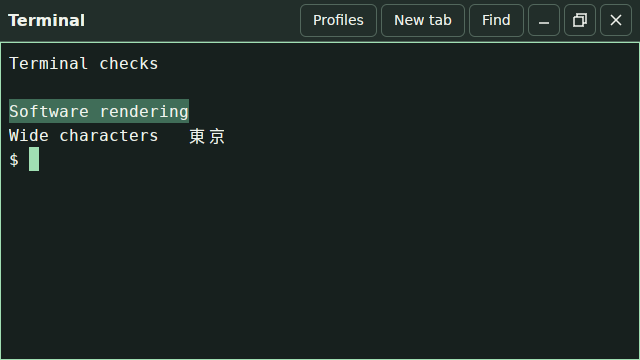 Terminal Profiles New tab Find
Terminal checks
Software rendering
Wide characters 東京
$